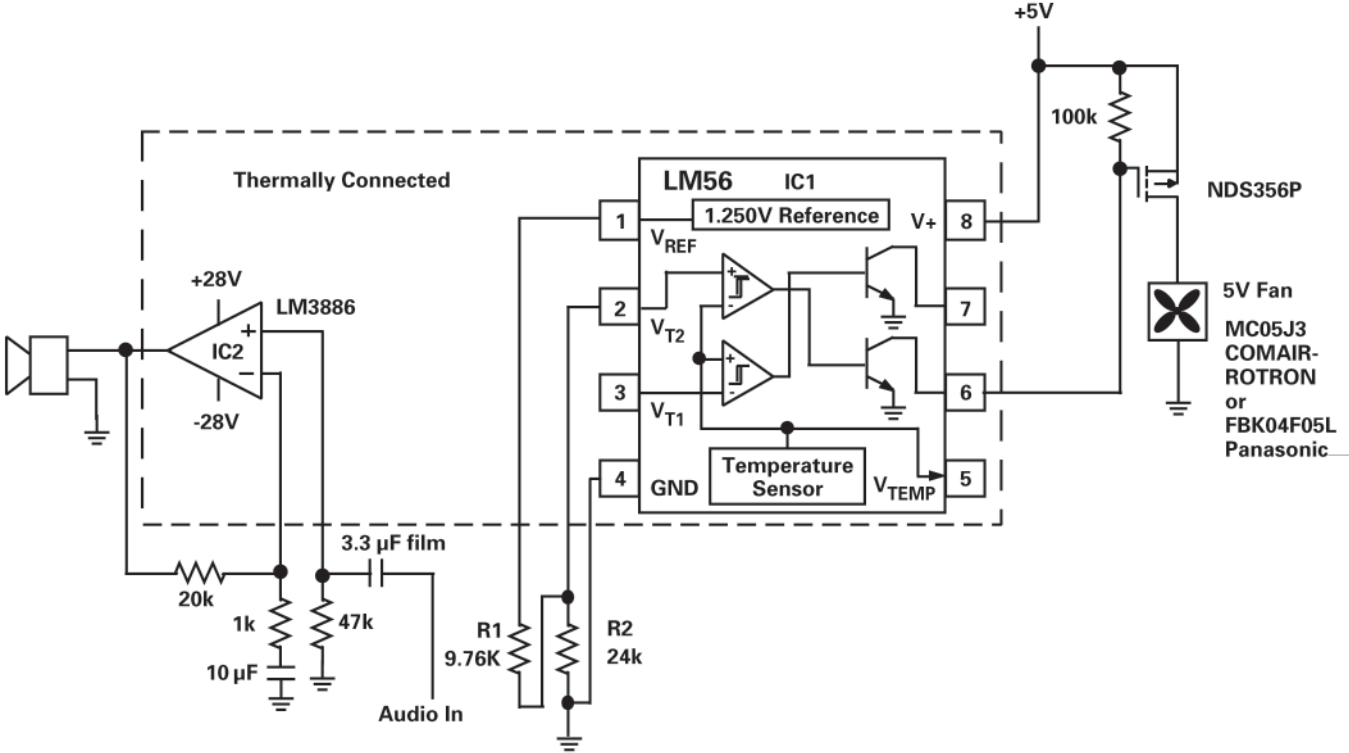 +5V
100k
NDS356P
5V Fan
MC05J3
COMAIR-
ROTRON
or
FBK04F05L
Panasonic
Thermally Connected
LM56 IC1
1.250V Reference
1
VREF
V+
8
2
VT2
7
3
VT1
6
4
GND
Temperature
Sensor
VTEMP
5
+
-
+
-
+28V
LM3886
+
IC2
−
-28V
3.3 µF film
20k
1k
47k
10 µF
Audio In
R1
9.76K
R2
24k